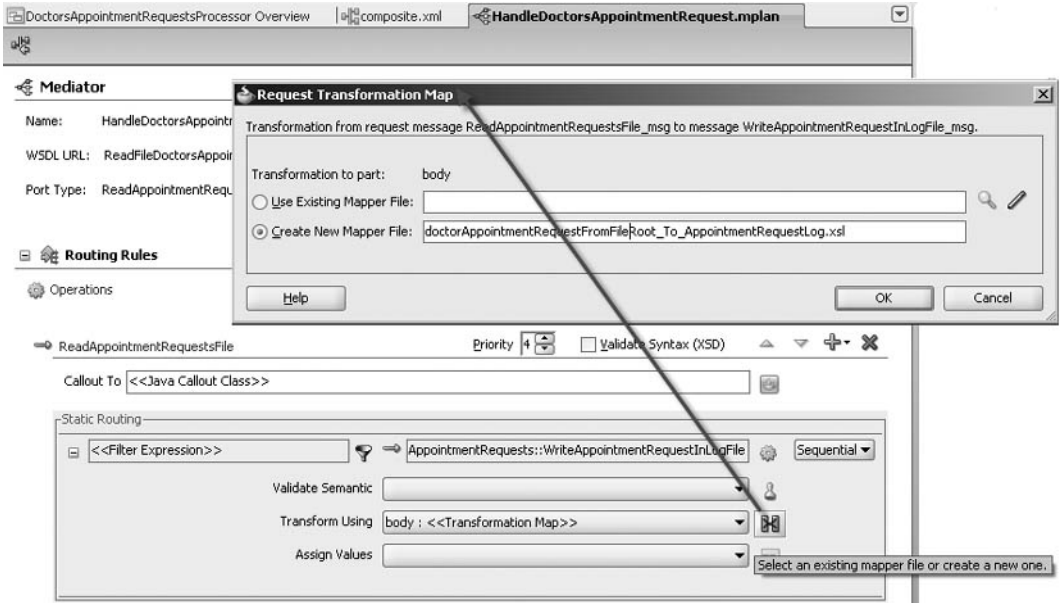 DoctorsAppointmentRequestsProcessor Overview
composite.xml
HandleDoctorsAppointmentRequest.mplan
Mediator
Name: HandleDoctorsAppointr
WSDL URL: ReadFileDoctorsAppoir
Port Type: ReadAppointmentRequ
Request Transformation Map
Transformation from request message ReadAppointmentRequestsFile_msg to message WriteAppointmentRequestInLogFile_msg.
Transformation to part: body
Use Existing Mapper File:
Create New Mapper File: doctorAppointmentRequestFromFileRoot_To_AppointmentRequestLog.xsl
Help
OK
Cancel
Routing Rules
Operations
ReadAppointmentRequestsFile
Priority 4
Validate Syntax (XSD)
Callout To <<Java Callout Class>>
Static Routing
<<Filter Expression>>
AppointmentRequests::WriteAppointmentRequestInLogFile
Sequential
Validate Semantic
Transform Using body : <<Transformation Map>>
Assign Values
Select an existing mapper file or create a new one.